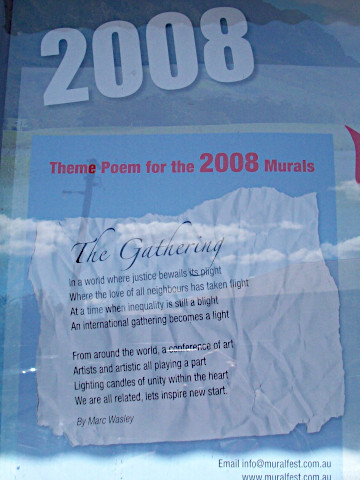 2008
Theme Poem for the 2008 Murals
The Gathering
In a world where justice bewails its plight
Where the love of all neighbours has taken flight
At a time when inequality is still a blight
An international gathering becomes a light
From around the world, a conference of art
Artists and artistic all playing a part
Lighting candles of unity within the heart
We are all related, lets inspire new start.
By Marc Wasley
Email info@muralfest.com.au
www.muralfest.com.au